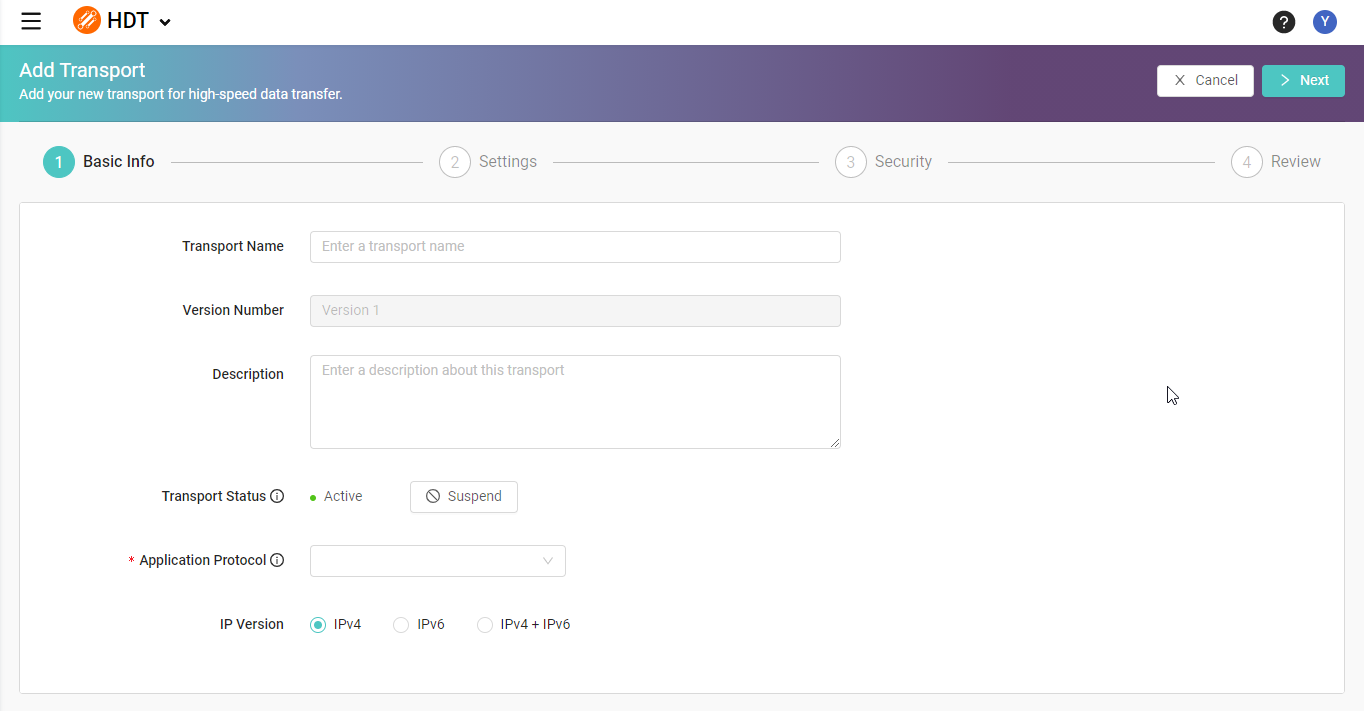 HDT
?
Y
Add Transport
Add your new transport for high-speed data transfer.
Cancel
Next
1 Basic Info
2 Settings
3 Security
4 Review
Transport Name
Enter a transport name
Version Number
Version 1
Description
Enter a description about this transport
Transport Status
Active
Suspend
* Application Protocol
IP Version
IPv4
IPv6
IPv4 + IPv6